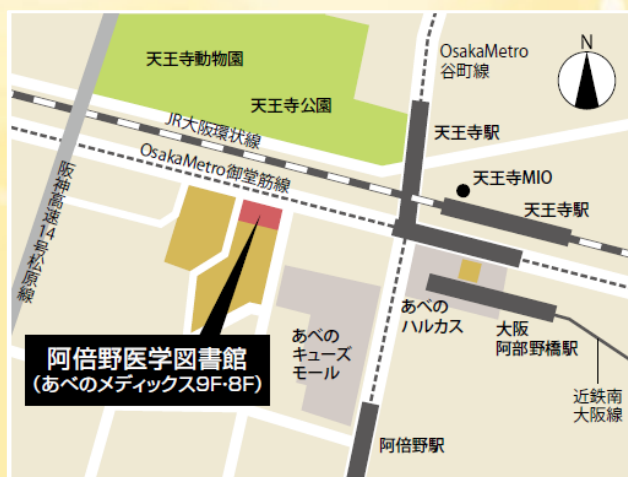 天王寺動物園
天王寺公園
OsakaMetro
谷町線
N
JR大阪環状線
天王寺駅
OsakaMetro御堂筋線
天王寺MIO
天王寺駅
阪神高速14号松原線
あべの
ハルカス
大阪
阿部野橋駅
あべの
キューズ
モール
阿倍野医学図書館
(あべのメディックス9F・8F)
近鉄南
大阪線
阿倍野駅